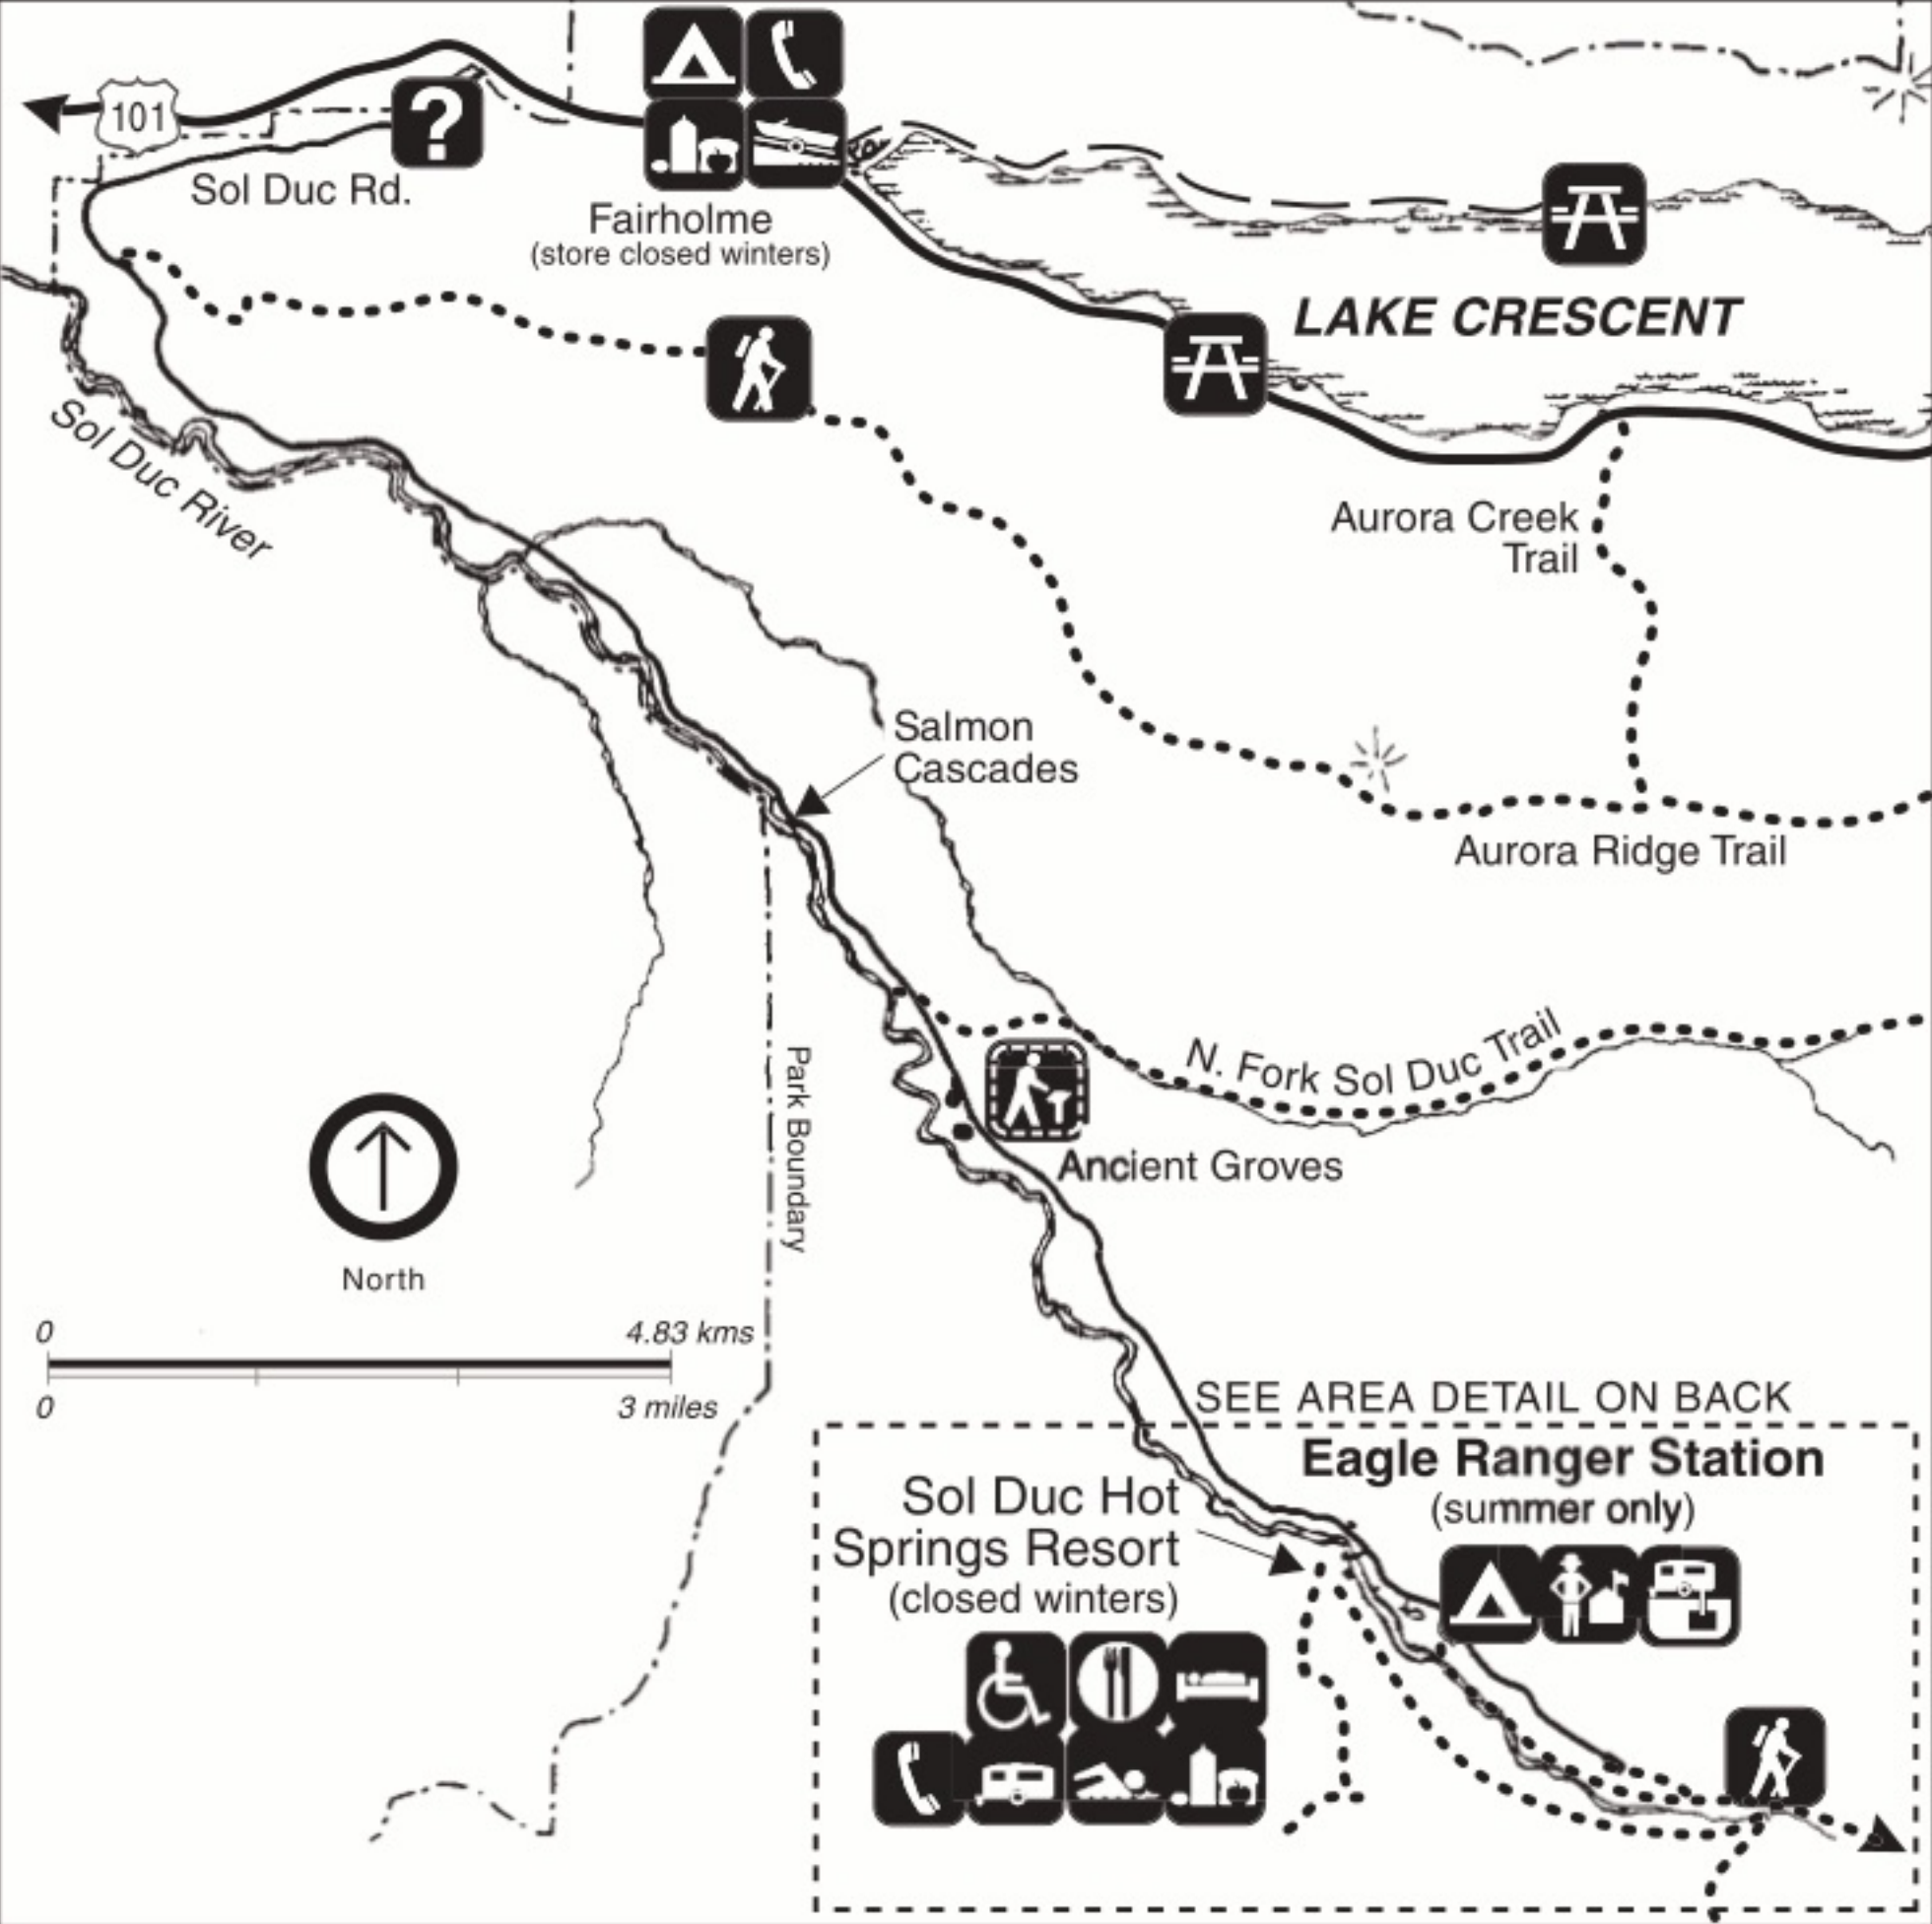 101
?
Sol Duc Rd.
Fairholme
(store closed winters)
LAKE CRESCENT
Sol Duc River
Aurora Creek
Trail
Salmon
Cascades
Aurora Ridge Trail
N. Fork Sol Duc Trail
Park Boundary
Ancient Groves
North
0
4.83 kms
0
3 miles
SEE AREA DETAIL ON BACK
Eagle Ranger Station
(summer only)
Sol Duc Hot
Springs Resort
(closed winters)